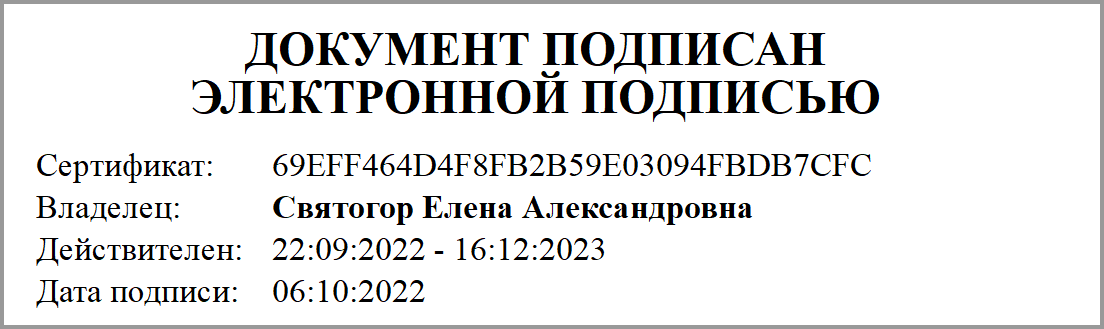 ДОКУМЕНТ ПОДПИСАН
ЭЛЕКТРОННОЙ ПОДПИСЬЮ
Сертификат: 69EFF464D4F8FB2B59E03094FBDB7CFC
Владелец: Святогор Елена Александровна
Действителен: 22:09:2022 - 16:12:2023
Дата подписи: 06:10:2022